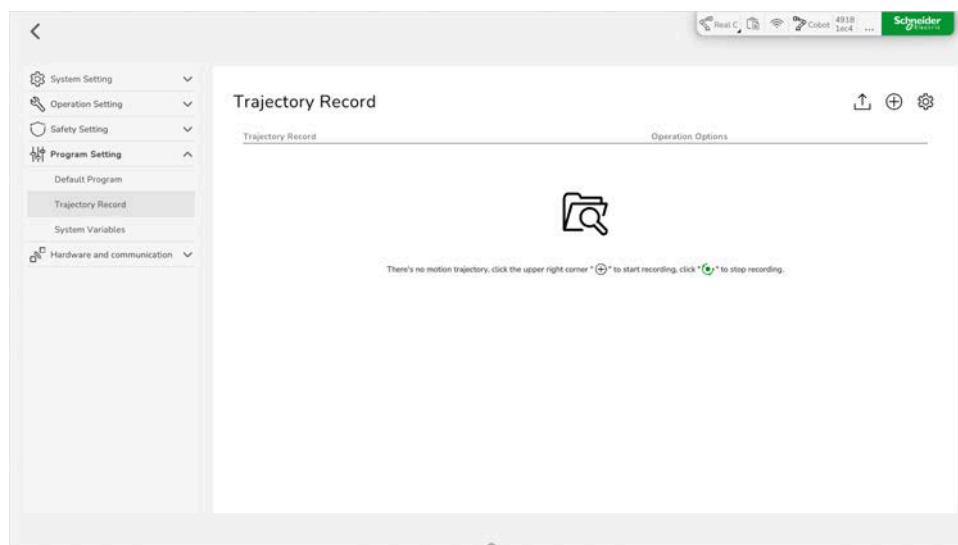 Real C
Cobot
4918
1ec4
...
Schneider
Electric
System Setting
Operation Setting
Safety Setting
Program Setting
Default Program
Trajectory Record
System Variables
Hardware and communication
Trajectory Record
Trajectory Record Operation Options
There's no motion trajectory, click the upper right corner " " to start recording, click " " to stop recording.